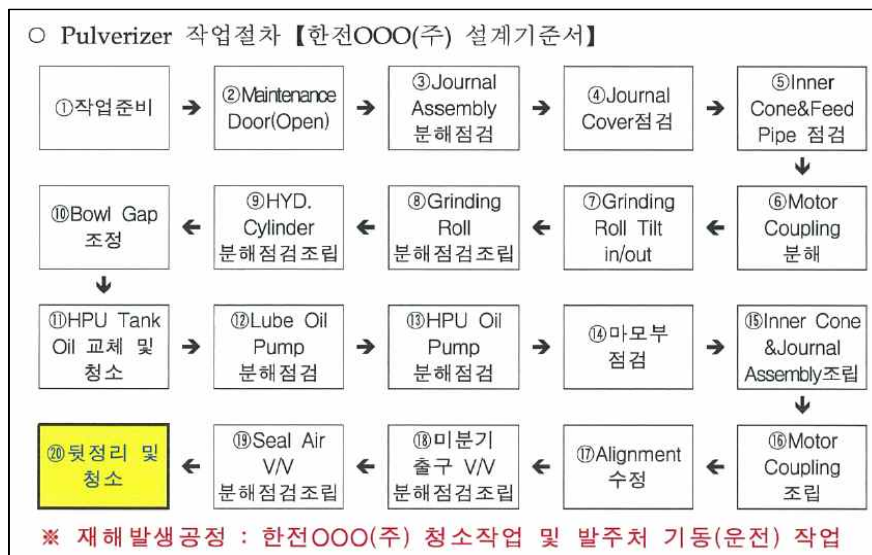 ○ Pulverizer 작업절차【한전OOO(주) 설계기준서】
①작업준비
②Maintenance
Door(Open)
③Journal
Assembly
분해점검
④Journal
Cover점검
⑤Inner
Cone&Feed
Pipe 점검
⑥Motor
Coupling
분해
⑦Grinding
Roll Tilt
in/out
⑧Grinding
Roll
분해점검조립
⑨HYD.
Cylinder
분해점검조립
⑩Bowl Gap
조정
⑪HPU Tank
Oil 교체 및
청소
⑫Lube Oil
Pump
분해점검
⑬HPU Oil
Pump
분해점검
⑭마모부
점검
⑮Inner Cone
&Journal
Assembly조립
⑯Motor
Coupling
조립
⑰Alignment
수정
⑱미분기
출구 V/V
분해점검조립
⑲Seal Air
V/V
분해점검조립
⑳뒷정리 및
청소
※ 재해발생공정 : 한전OOO(주) 청소작업 및 발주처 기동(운전) 작업